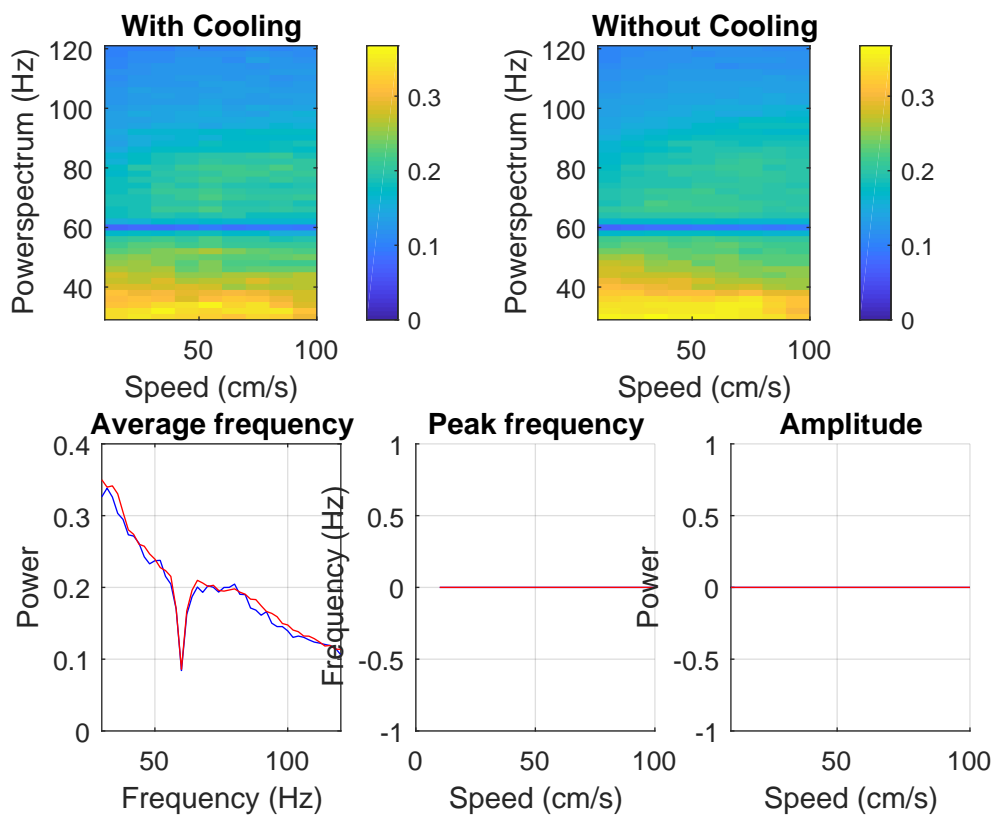 With Cooling
Powerspectrum (Hz)
120
100
80
60
40
50
100
Speed (cm/s)
0.3
0.2
0.1
0
Without Cooling
Powerspectrum (Hz)
120
100
80
60
40
50
100
Speed (cm/s)
0.3
0.2
0.1
0
Average frequency
Power
0.4
0.3
0.2
0.1
0
50
100
Frequency (Hz)
Peak frequency
Frequency (Hz)
1
0.5
0
-0.5
-1
0
50
100
Speed (cm/s)
Amplitude
Power
1
0.5
0
-0.5
-1
50
100
Speed (cm/s)